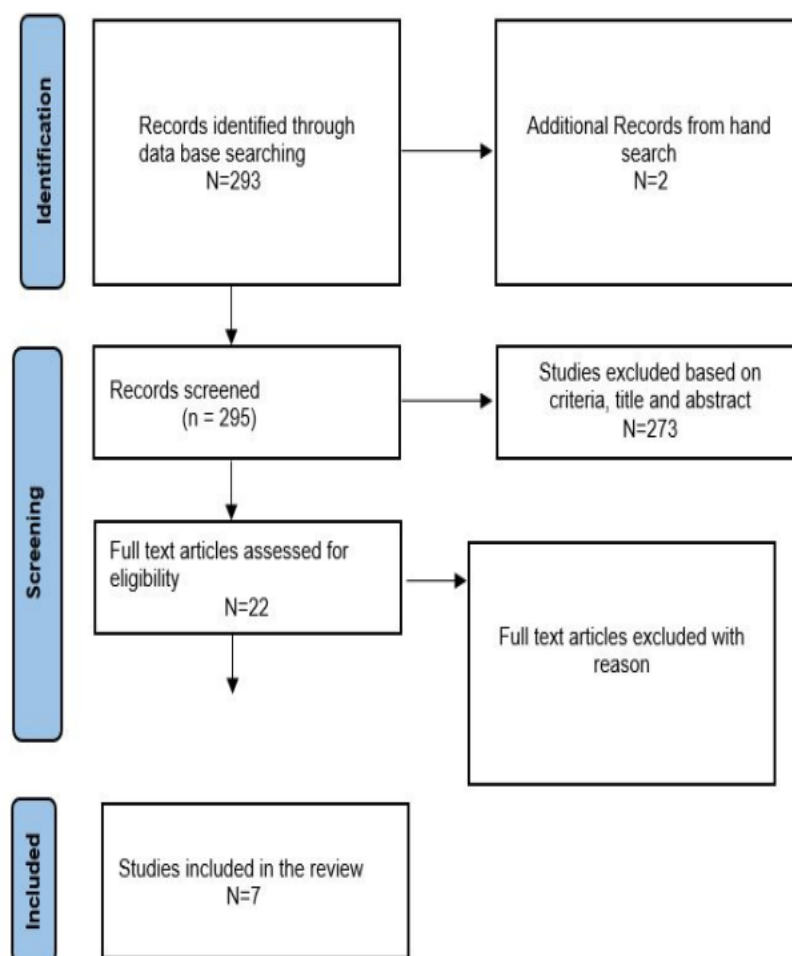 Identification
Records identified through
data base searching
N=293
Additional Records from hand
search
N=2
Screening
Records screened
(n = 295)
Studies excluded based on
criteria, title and abstract
N=273
Full text articles assessed for
eligibility
N=22
Full text articles excluded with
reason
Included
Studies included in the review
N=7